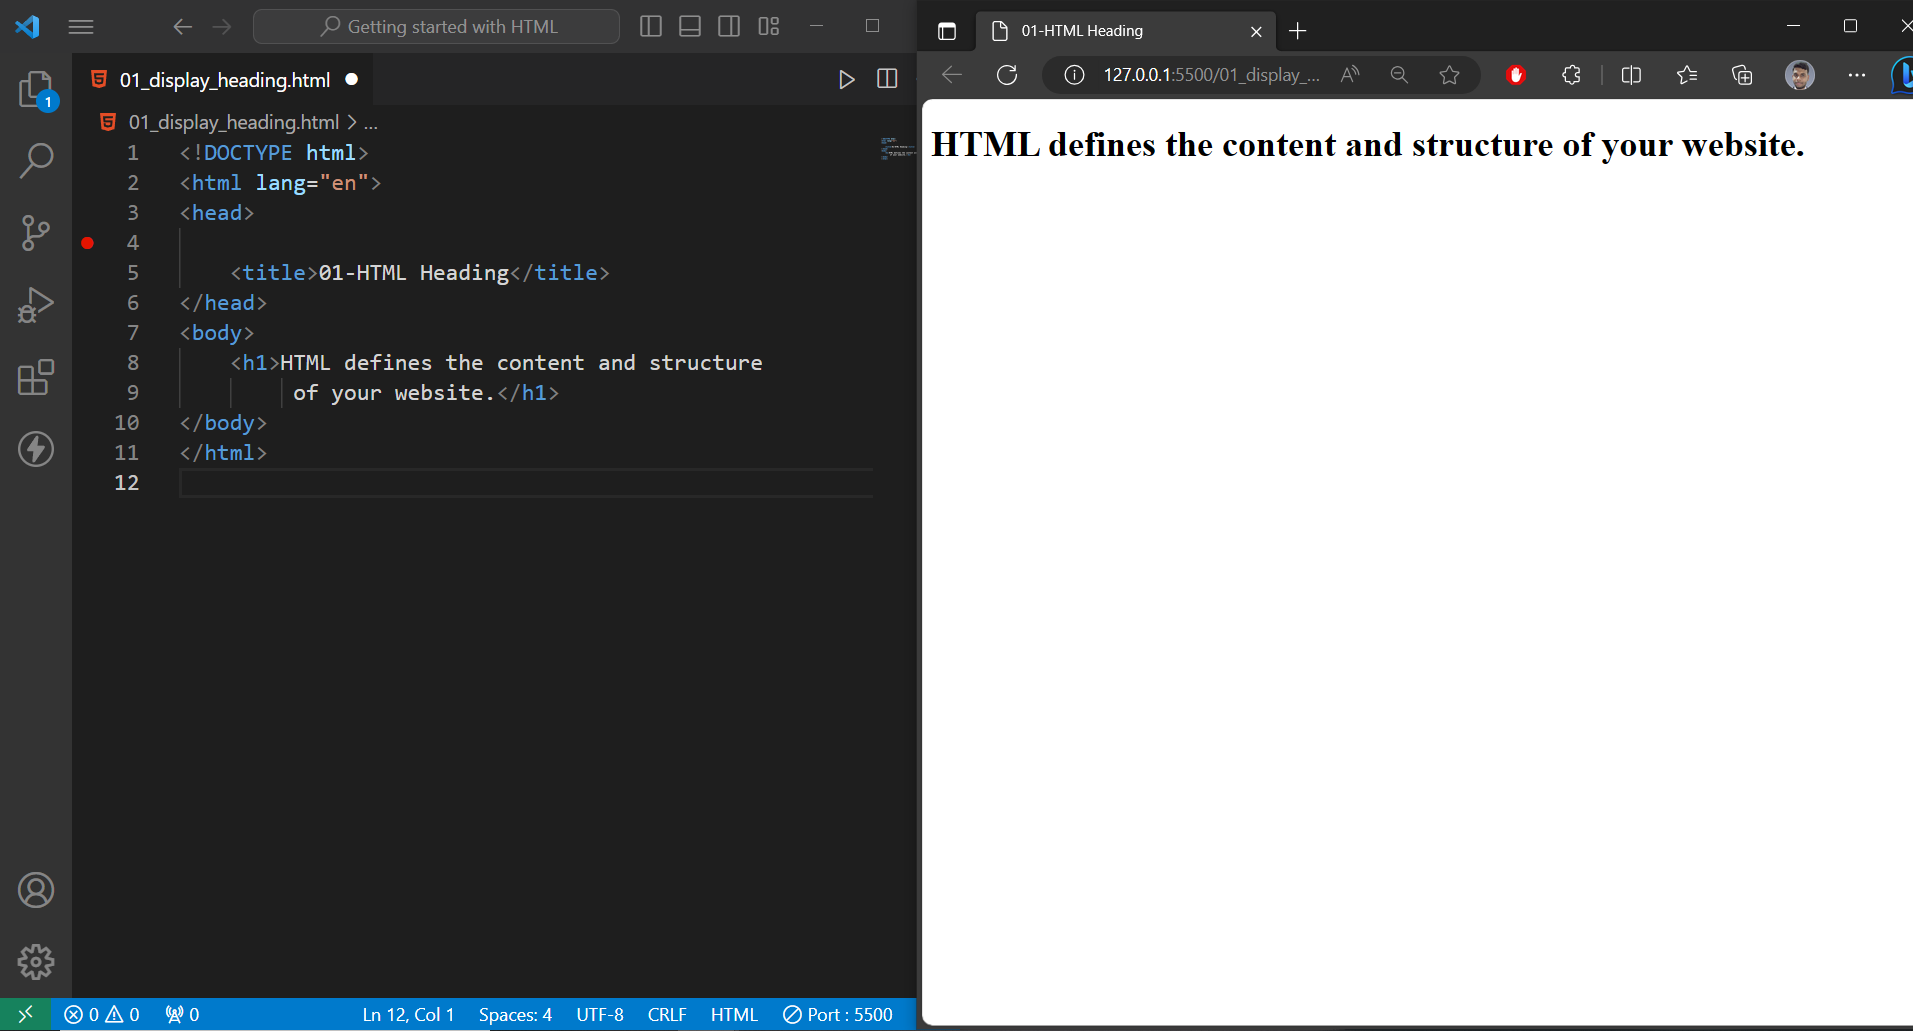 Getting started with HTML
01_display_heading.html
01_display_heading.html > ...
1 <!DOCTYPE html>
2 <html lang="en">
3 <head>
4
5     <title>01-HTML Heading</title>
6 </head>
7 <body>
8     <h1>HTML defines the content and structure
9          of your website.</h1>
10 </body>
11 </html>
12
1
0 0 0 Ln 12, Col 1 Spaces: 4 UTF-8 CRLF HTML Port : 5500
01-HTML Heading
127.0.0.1:5500/01_display_...
HTML defines the content and structure of your website.